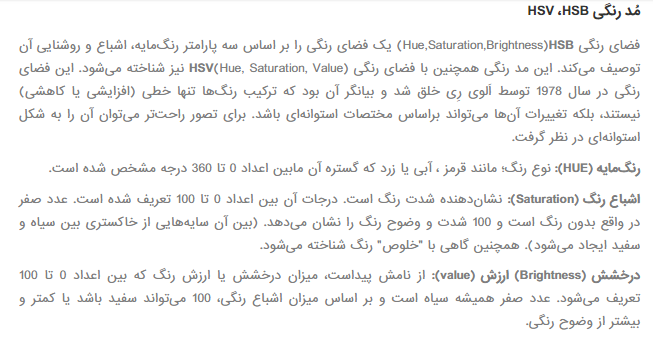 مُد رنگی HSV ،HSB
فضای رنگی HSB(Hue,Saturation,Brightness) یک فضای رنگی را بر اساس سه پارامتر رنگ‌مایه، اشباع و روشنایی آن
توصیف می‌کند. این مد رنگی همچنین با فضای رنگی HSV(Hue, Saturation, Value) نیز شناخته می‌شود. این فضای
رنگی در سال 1978 توسط اَلوی رِی خلق شد و بیانگر آن بود که ترکیب رنگ‌ها تنها خطی (افزایشی یا کاهشی)
نیستند، بلکه تغییرات آن‌ها می‌تواند براساس مختصات استوانه‌ای باشد. برای تصور راحت‌تر می‌توان آن را به شکل
استوانه‌ای در نظر گرفت.
رنگ‌مایه (HUE): نوع رنگ؛ مانند قرمز ، آبی یا زرد که گستره آن مابین اعداد 0 تا 360 درجه مشخص شده است.
اشباع رنگ (Saturation): نشان‌دهنده شدت رنگ است. درجات آن بین اعداد 0 تا 100 تعریف شده است. عدد صفر
در واقع بدون رنگ است و 100 شدت و وضوح رنگ را نشان می‌دهد. (بین آن سایه‌هایی از خاکستری بین سیاه و
سفید ایجاد می‌شود). همچنین گاهی با "خلوص" رنگ شناخته می‌شود.
درخشش (Brightness) ارزش (value): از نامش پیداست، میزان درخشش یا ارزش رنگ که بین اعداد 0 تا 100
تعریف می‌شود. عدد صفر همیشه سیاه است و بر اساس میزان اشباع رنگی، 100 می‌تواند سفید باشد یا کمتر و
بیشتر از وضوح رنگی.